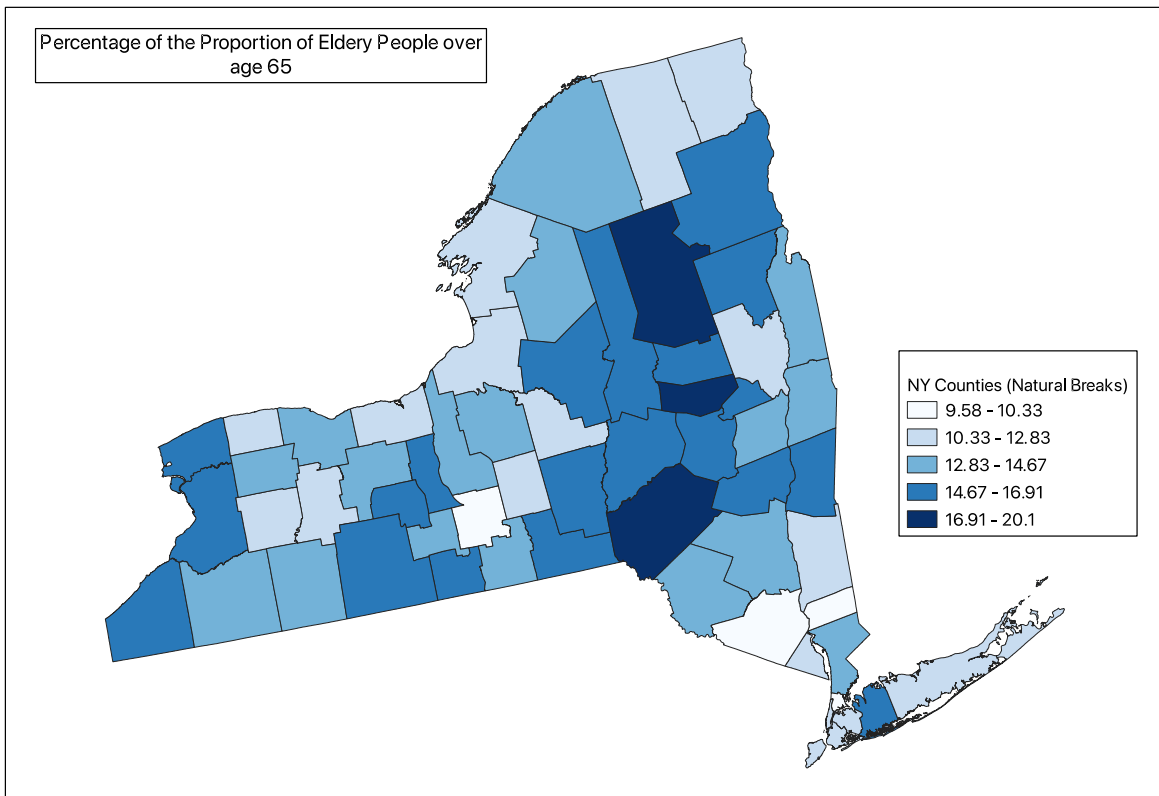 Percentage of the Proportion of Eldery People over
age 65
NY Counties (Natural Breaks)
9.58 - 10.33
10.33 - 12.83
12.83 - 14.67
14.67 - 16.91
16.91 - 20.1